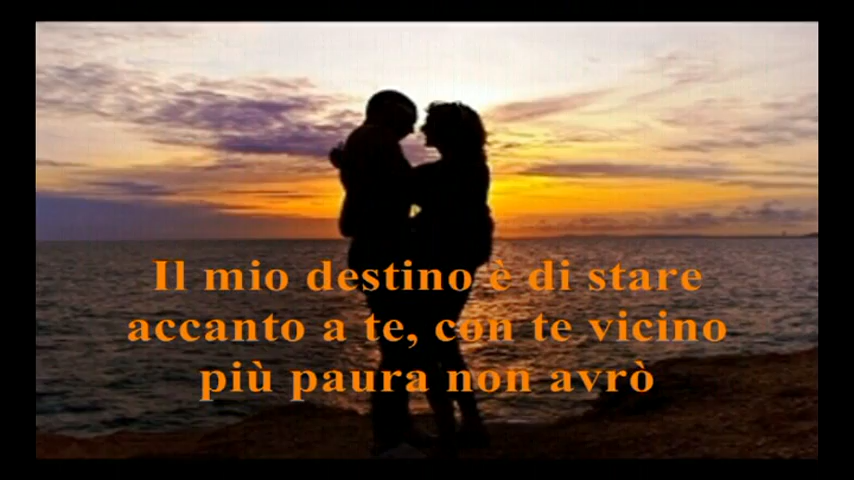 Il mio destino è di stare
accanto a te, con te vicino
più paura non avrò